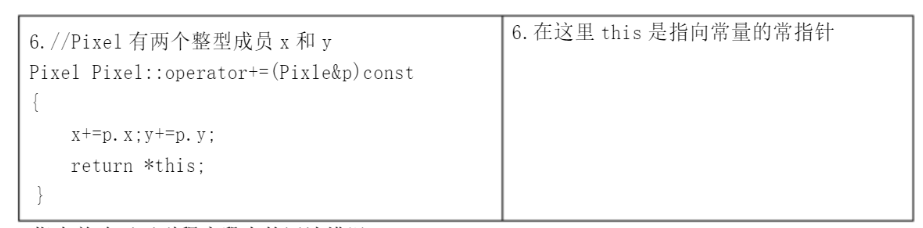 6.//Pixel 有两个整型成员 x 和 y
Pixel Pixel::operator+=(Pixle&p)const
{
x+=p.x;y+=p.y;
return *this;
}
6.在这里 this 是指向常量的常指针